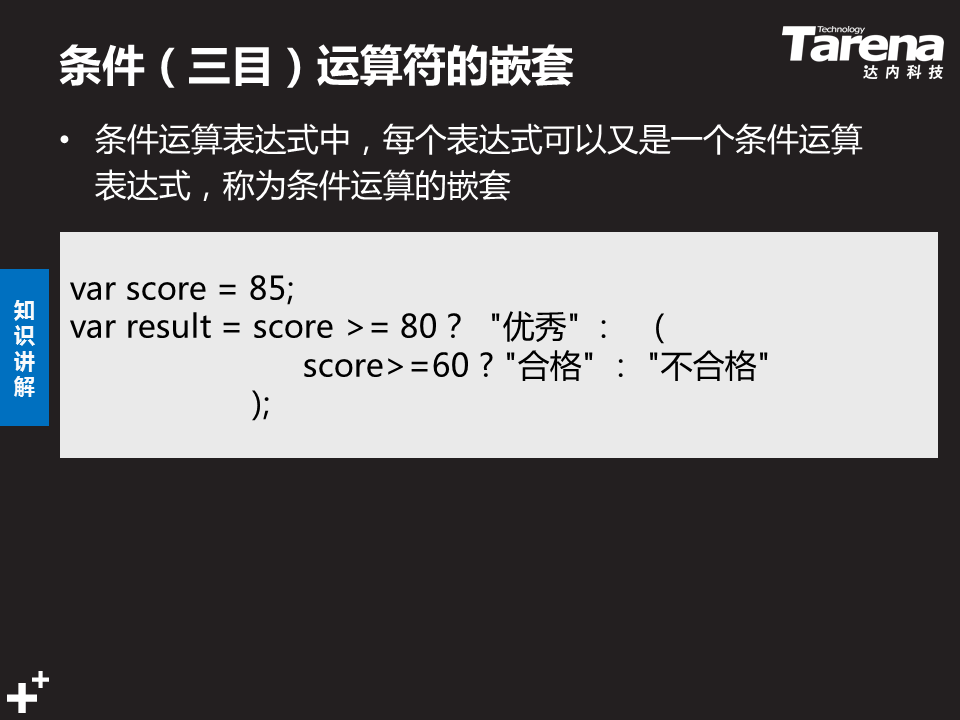 条件（三目）运算符的嵌套
Technology
Tarena
达内科技
• 条件运算表达式中，每个表达式可以又是一个条件运算
表达式，称为条件运算的嵌套
知识讲解
var score = 85;
var result = score >= 80 ? "优秀" : (
score>=60 ? "合格" : "不合格"
);